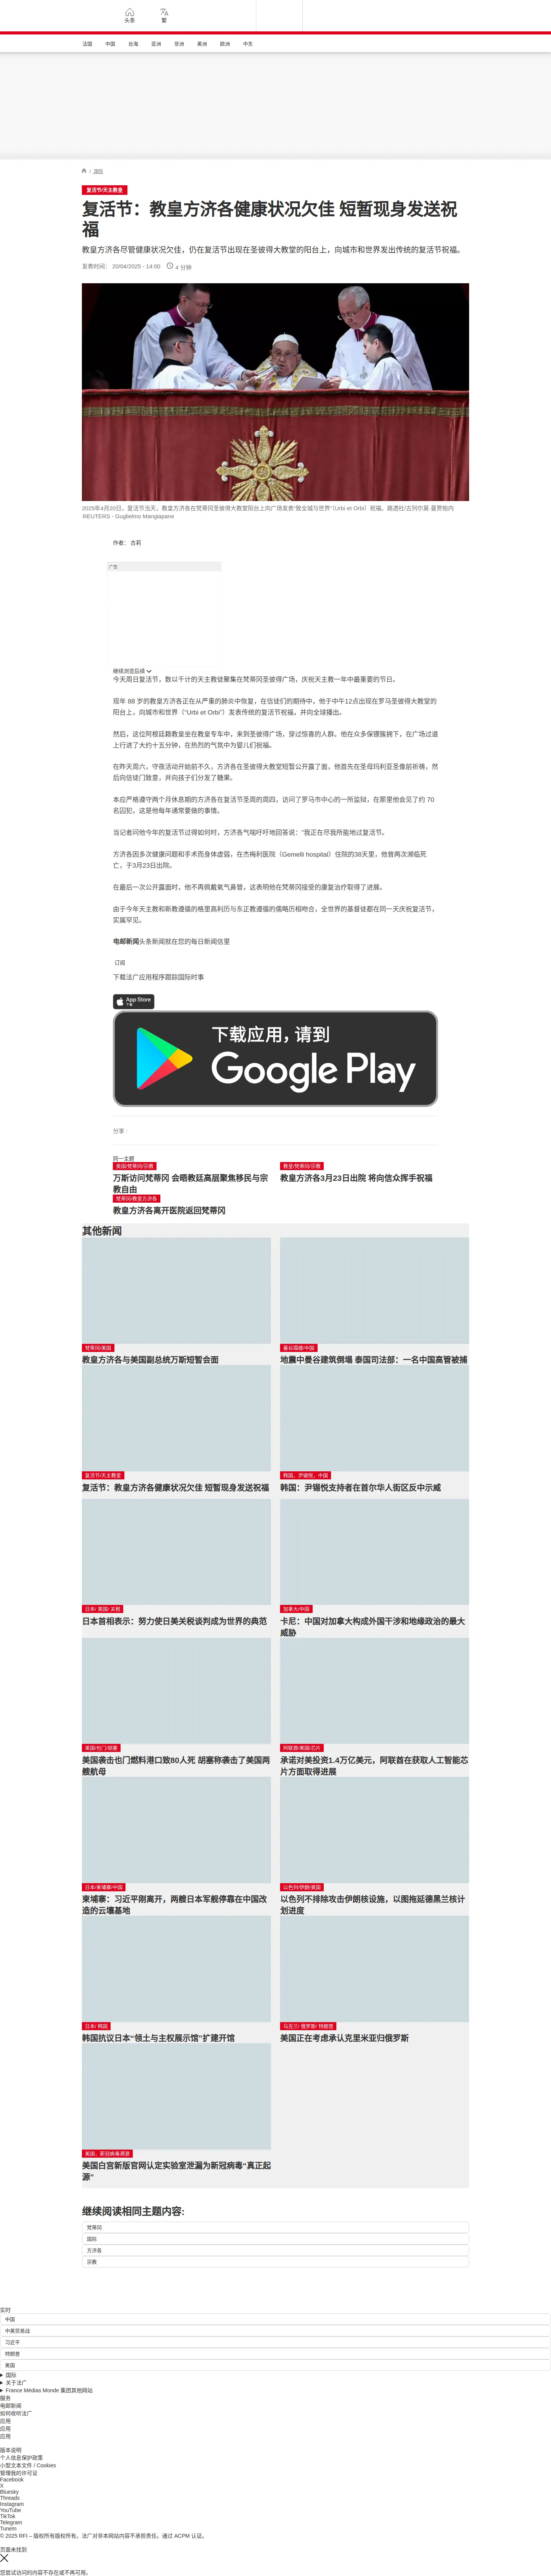 头条
繁
法国
中国
台海
亚洲
非洲
美洲
欧洲
中东
/ 国际
复活节/天主教皇
复活节：教皇方济各健康状况欠佳 短暂现身发送祝
福
教皇方济各尽管健康状况欠佳，仍在复活节出现在圣彼得大教堂的阳台上，向城市和世界发出传统的复活节祝福。
发表时间： 20/04/2025 - 14:00
4 分钟
2025年4月20日，复活节当天，教皇方济各在梵蒂冈圣彼得大教堂阳台上向广场发表“致全城与世界”（Urbi et Orbi）祝福。路透社/古列尔莫·曼贾帕内
REUTERS - Guglielmo Mangiapane
作者： 古莉
广告
继续浏览后续
今天周日复活节，数以千计的天主教徒聚集在梵蒂冈圣彼得广场，庆祝天主教一年中最重要的节日。
现年 88 岁的教皇方济各正在从严重的肺炎中恢复，在信徒们的期待中，他于中午12点出现在罗马圣彼得大教堂的
阳台上，向城市和世界（“Urbi et Orbi”）发表传统的复活节祝福，并向全球播出。
然后，这位阿根廷籍教皇坐在教皇专车中，来到圣彼得广场，穿过惊喜的人群。他在众多保镖簇拥下，在广场过道
上行进了大约十五分钟，在热烈的气氛中为婴儿们祝福。
在昨天周六，守夜活动开始前不久，方济各在圣彼得大教堂短暂公开露了面，他首先在圣母玛利亚圣像前祈祷，然
后向信徒门致意，并向孩子们分发了糖果。
本应严格遵守两个月休息期的方济各在复活节圣周的周四，访问了罗马市中心的一所监狱，在那里他会见了约 70
名囚犯，这是他每年通常要做的事情。
当记者问他今年的复活节过得如何时，方济各气喘吁吁地回答说：“我正在尽我所能地过复活节。
方济各因多次健康问题和手术而身体虚弱，在杰梅利医院（Gemelli hospital）住院的38天里，他曾两次濒临死
亡，于3月23日出院。
在最后一次公开露面时，他不再佩戴氧气鼻管，这表明他在梵蒂冈接受的康复治疗取得了进展。
由于今年天主教和新教遵循的格里高利历与东正教遵循的儒略历相吻合，全世界的基督徒都在同一天庆祝复活节，
实属罕见。
电邮新闻头条新闻就在您的每日新闻信里
订阅
下载法广应用程序跟踪国际时事
App Store
下载
下载应用，请到
Google Play
分享 :
同一主题
美国/梵蒂冈/宗教
万斯访问梵蒂冈 会晤教廷高层聚焦移民与宗
教自由
教皇/梵蒂冈/宗教
教皇方济各3月23日出院 将向信众挥手祝福
梵蒂冈/教皇方济各
教皇方济各离开医院返回梵蒂冈
其他新闻
梵蒂冈/美国
教皇方济各与美国副总统万斯短暂会面
曼谷塌楼/中国
地震中曼谷建筑倒塌 泰国司法部：一名中国高管被捕
复活节/天主教皇
复活节：教皇方济各健康状况欠佳 短暂现身发送祝福
韩国、尹锡悦、中国
韩国：尹锡悦支持者在首尔华人街区反中示威
日本/ 美国/ 关税
日本首相表示：努力使日美关税谈判成为世界的典范
加拿大/中国
卡尼：中国对加拿大构成外国干涉和地缘政治的最大
威胁
美国/也门/胡塞
美国袭击也门燃料港口致80人死 胡塞称袭击了美国两
艘航母
阿联酋/美国/芯片
承诺对美投资1.4万亿美元，阿联酋在获取人工智能芯
片方面取得进展
日本/柬埔寨/中国
柬埔寨：习近平刚离开，两艘日本军舰停靠在中国改
造的云壤基地
以色列/伊朗/美国
以色列不排除攻击伊朗核设施，以图拖延德黑兰核计
划进度
日本/ 韩国
韩国抗议日本“领土与主权展示馆”扩建开馆
乌克兰/ 俄罗斯/ 特朗普
美国正在考虑承认克里米亚归俄罗斯
美国、新冠病毒溯源
美国白宫新版官网认定实验室泄漏为新冠病毒“真正起
源”
继续阅读相同主题内容:
梵蒂冈
国际
方济各
宗教
实时
中国
中美贸易战
习近平
特朗普
美国
国际
关于法广
France Médias Monde 集团其他网站
服务
电邮新闻
如何收听法广
应用
应用
应用
版本说明
个人信息保护政策
小型文本文件 / Cookies
管理我的许可证
Facebook
X
Bluesky
Threads
Instagram
YouTube
TikTok
Telegram
TuneIn
© 2025 RFI – 版权所有版权所有。法广对非本网站内容不承担责任。通过 ACPM 认证。
页面未找到
您尝试访问的内容不存在或不再可用。